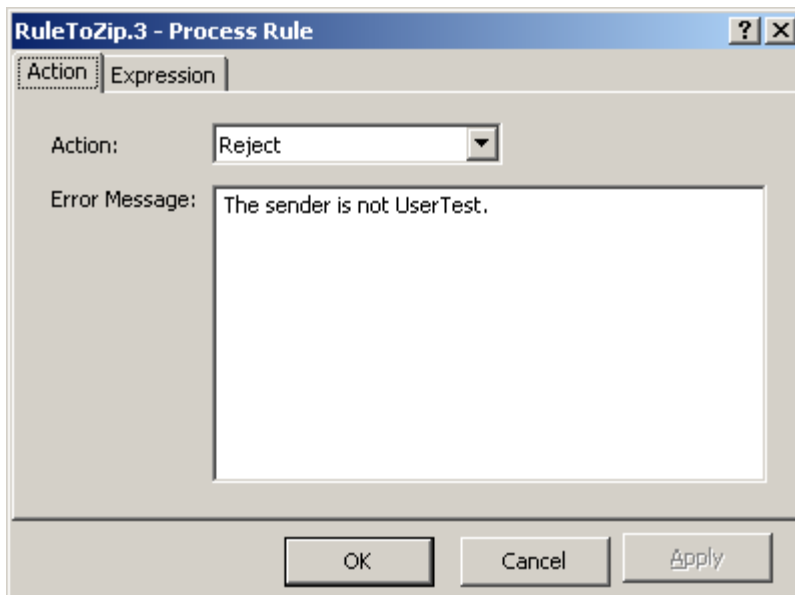 RuleToZip.3 - Process Rule
Action Expression
Action: Reject
Error Message: The sender is not UserTest.
OK Cancel Apply